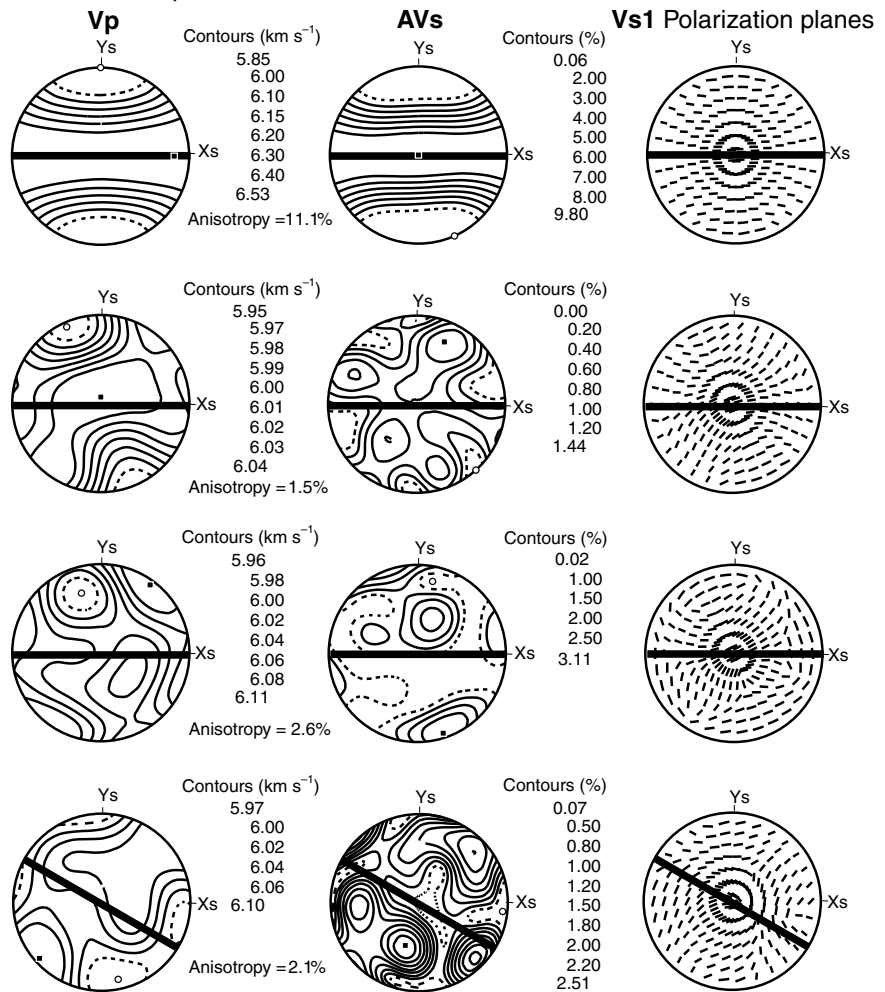 Vp
AVs
Vs1 Polarization planes
Contours (km s⁻¹)
Contours (%)
Ys
Ys
Ys
5.85
6.00
6.10
6.15
6.20
6.30
6.40
6.53
0.06
2.00
3.00
4.00
5.00
6.00
7.00
8.00
9.80
Xs
Xs
Xs
Anisotropy =11.1%
Contours (km s⁻¹)
Contours (%)
Ys
Ys
Ys
5.95
5.97
5.98
5.99
6.00
6.01
6.02
6.03
6.04
0.00
0.20
0.40
0.60
0.80
1.00
1.20
1.44
Xs
Xs
Xs
Anisotropy = 1.5%
Contours (km s⁻¹)
Contours (%)
Ys
Ys
Ys
5.96
5.98
6.00
6.02
6.04
6.06
6.08
6.11
0.02
1.00
1.50
2.00
2.50
3.11
Xs
Xs
Xs
Anisotropy = 2.6%
Contours (km s⁻¹)
Contours (%)
Ys
Ys
Ys
5.97
6.00
6.02
6.04
6.06
6.10
0.07
0.50
0.80
1.00
1.20
1.50
1.80
2.00
2.20
2.51
Xs
Xs
Xs
Anisotropy =2.1%